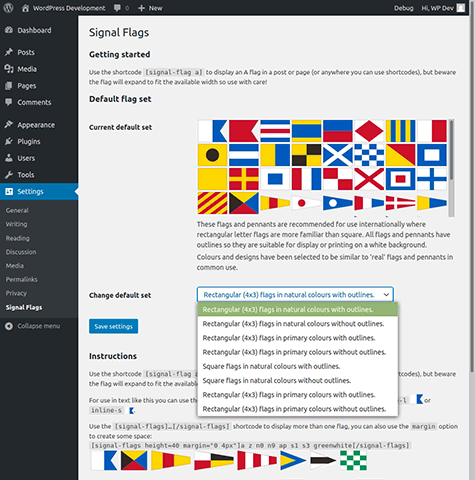 WordPress Development 0 + New Debug Hi, WP Dev
Dashboard
Posts
Media
Pages
Comments
Appearance
Plugins
Users
Tools
Settings
General
Writing
Reading
Discussion
Media
Permalinks
Privacy
Signal Flags
Collapse menu
Signal Flags
Getting started
Use the shortcode [signal-flag a] to display an A flag in a post or page (or anywhere you can use shortcodes), but beware
the flag will expand to fit the available width so use with care!
Default flag set
Current default set
These flags and pennants are recommended for use internationally where
rectangular letter flags are more familiar than square. All flags and pennants have
outlines so they are suitable for display or printing on a white background.
Colours and designs have been selected to be similar to 'real' flags and pennants in
common use.
Change default set
Rectangular (4x3) flags in natural colours with outlines.
Rectangular (4x3) flags in natural colours with outlines.
Rectangular (4x3) flags in natural colours without outlines.
Rectangular (4x3) flags in primary colours with outlines.
Rectangular (4x3) flags in primary colours without outlines.
Square flags in natural colours with outlines.
Square flags in natural colours without outlines.
Rectangular (4x3) flags in primary colours with outlines.
Rectangular (4x3) flags in primary colours without outlines.
Save settings
Instructions
Use the shortcode [signal-flag a
shortcodes), but beware
the flag will expand to fit the available
For use in text like this you can use the
-l or
inline-s
Use the [signal-flags]…[/signal-flags] shortcode to display more than one flag, you can also use the margin option
to create some space:
[signal-flags height=40 margin="0 4px"]a z n0 n9 ap s1 s3 greenwhite[/signal-flags]